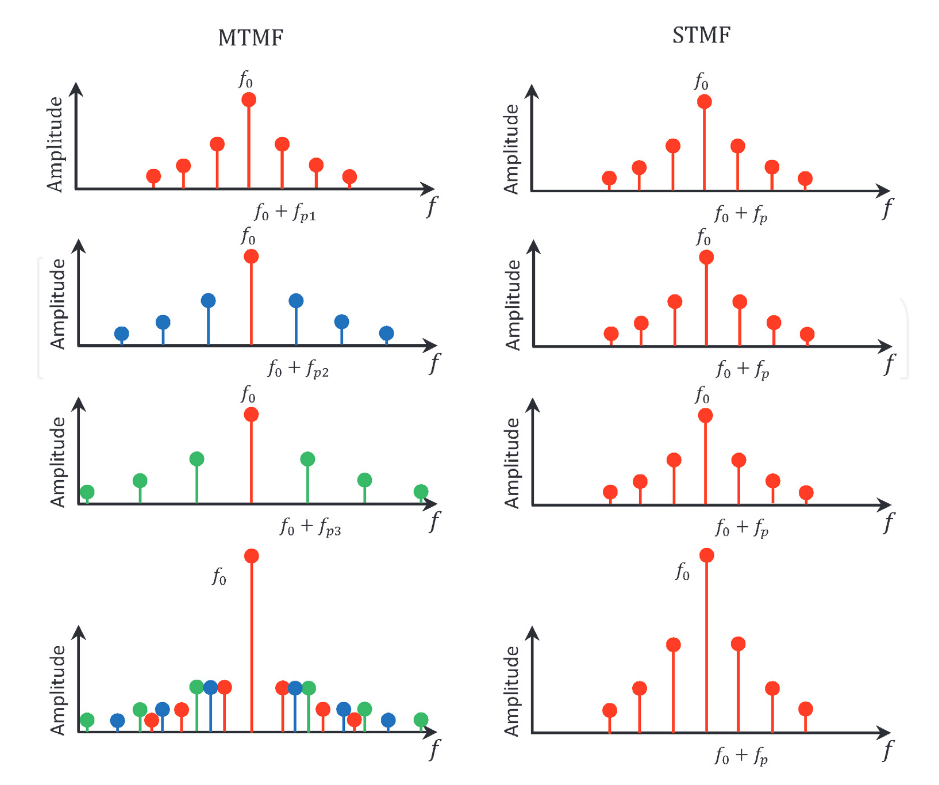 MTMF
f₀
Amplitude
f
f₀ + fₚ₁
f₀
Amplitude
f
f₀ + fₚ₂
f₀
Amplitude
f
f₀ + fₚ₃
f₀
Amplitude
f
STMF
f₀
Amplitude
f
f₀ + fₚ
f₀
Amplitude
f
f₀ + fₚ
f₀
Amplitude
f
f₀ + fₚ
f₀
Amplitude
f
f₀ + fₚ